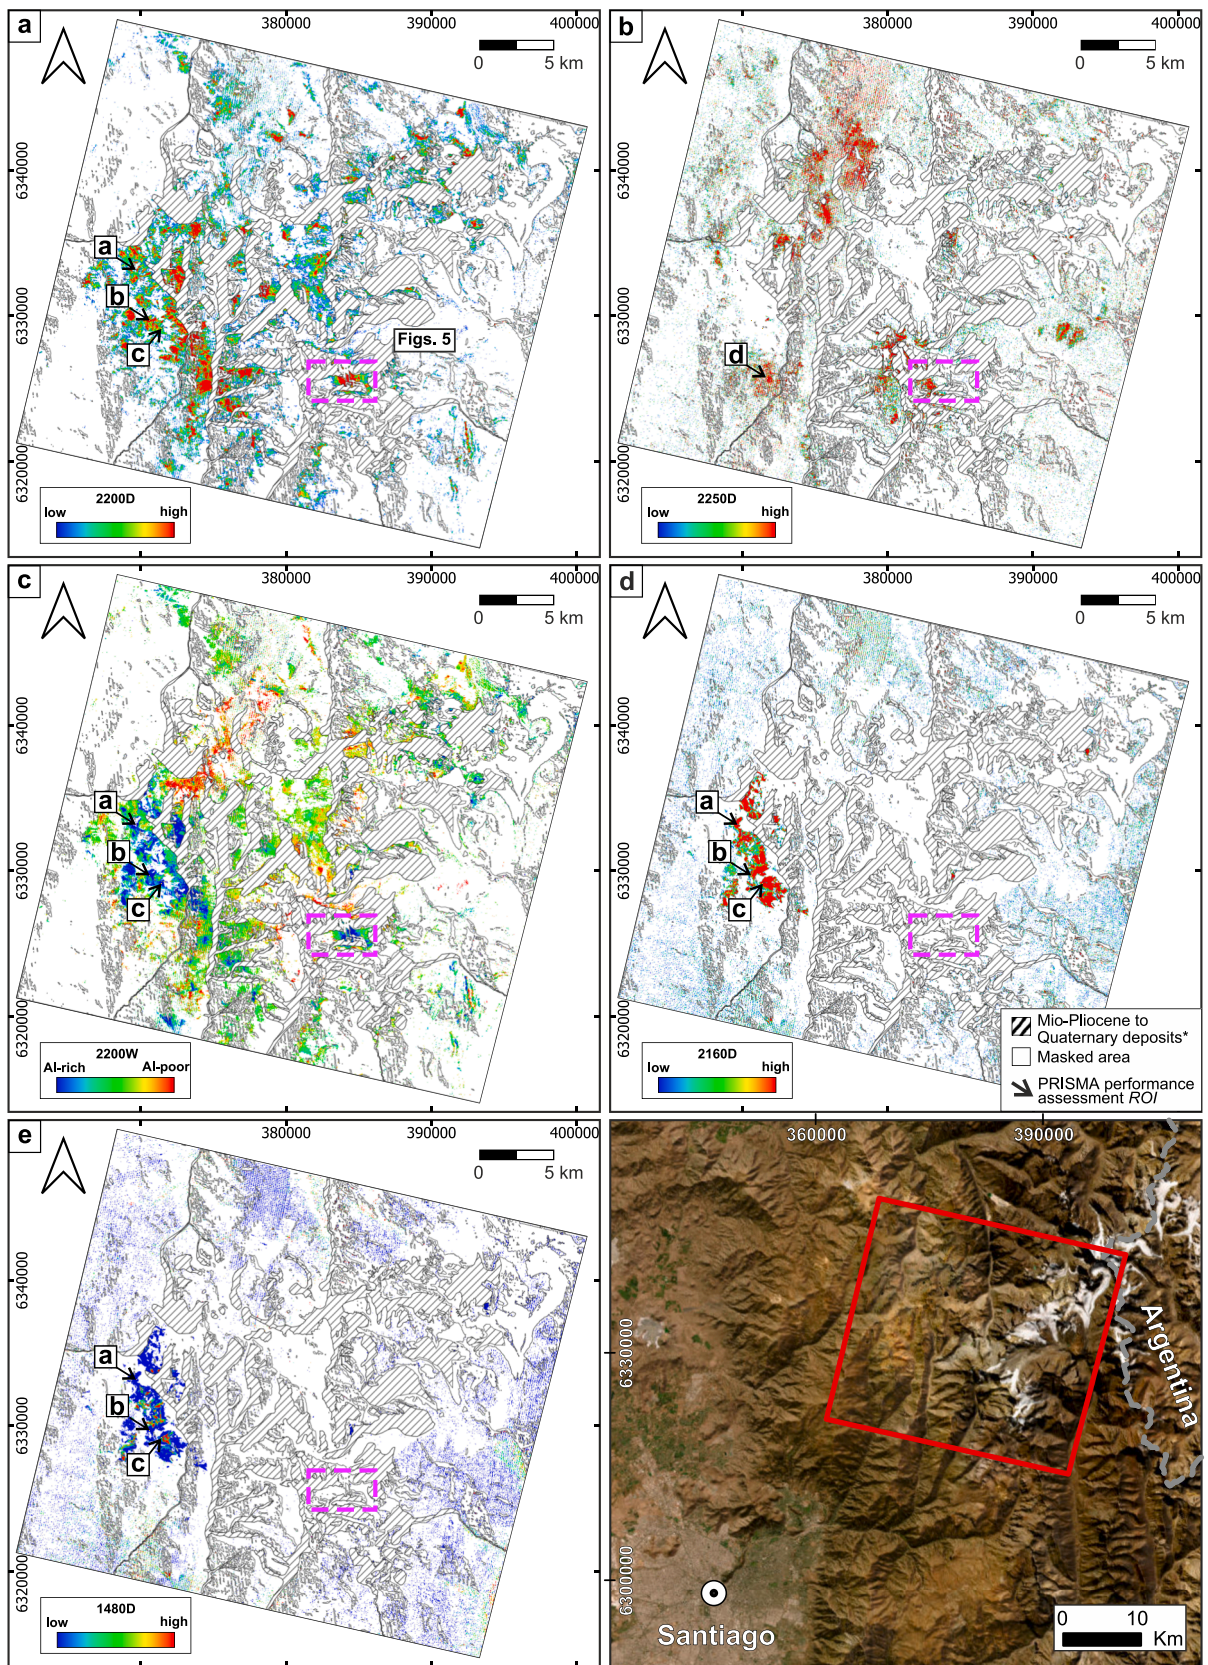 a
380000
390000
400000
0
5 km
6340000
6330000
6320000
a
b
c
Figs. 5
2200D
low
high
b
380000
390000
400000
0
5 km
6340000
6330000
6320000
d
2250D
low
high
c
380000
390000
400000
0
5 km
6340000
6330000
6320000
a
b
c
2200W
Al-rich
Al-poor
d
380000
390000
400000
0
5 km
6340000
6330000
6320000
a
b
c
2160D
low
high
Mio-Pliocene to
Quaternary deposits*
Masked area
PRISMA performance
assessment ROI
e
380000
390000
400000
0
5 km
6340000
6330000
6320000
a
b
c
1480D
low
high
360000
390000
6330000
6300000
Argentina
Santiago
0
10
Km